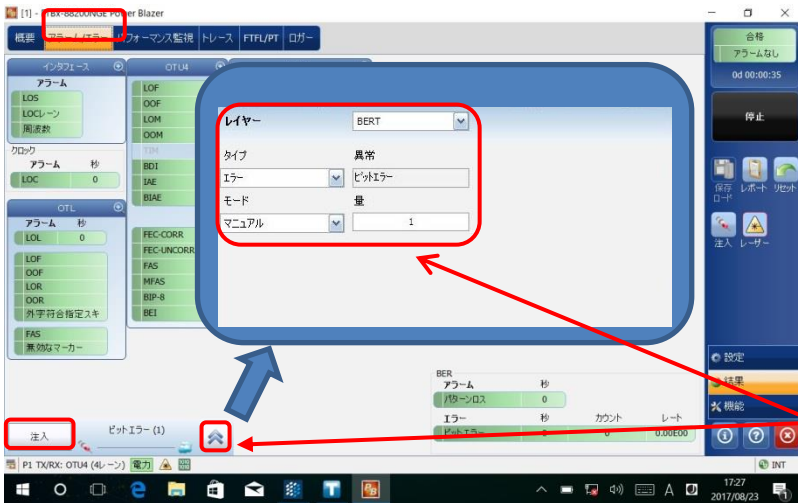 [1] - FTBX-88200NGE Power Blazer
概要 アラーム/エラー パフォーマンス監視 トレース FTFL/PT ロガー
合格
アラームなし
0d 00:00:35
停止
保存 レポート リセット
ロード
注入 レーザー
設定
結果
機能
インタフェース
アラーム
LOS
LOCレーン
周波数
クロック
アラーム 秒
LOC 0
OTL
アラーム 秒
LOL 0
LOF
OOF
LOR
OOR
外字符合指定スキ
FAS
無効なマーカー
OTU4
LOF
OOF
LOM
OOM
TIM
BDI
IAE
BIAE
FEC-CORR
FEC-UNCORR
FAS
MFAS
BIP-8
BEI
レイヤー BERT
タイプ 異常
エラー ビットエラー
モード 量
マニュアル 1
BER
アラーム 秒
パターンロス 0
エラー 秒 カウント レート
ビットエラー 0 0 0.00E00
注入 ビットエラー (1)
P1 TX/RX: OTU4 (4レーン) 電力
INT
A
17:27
2017/08/23